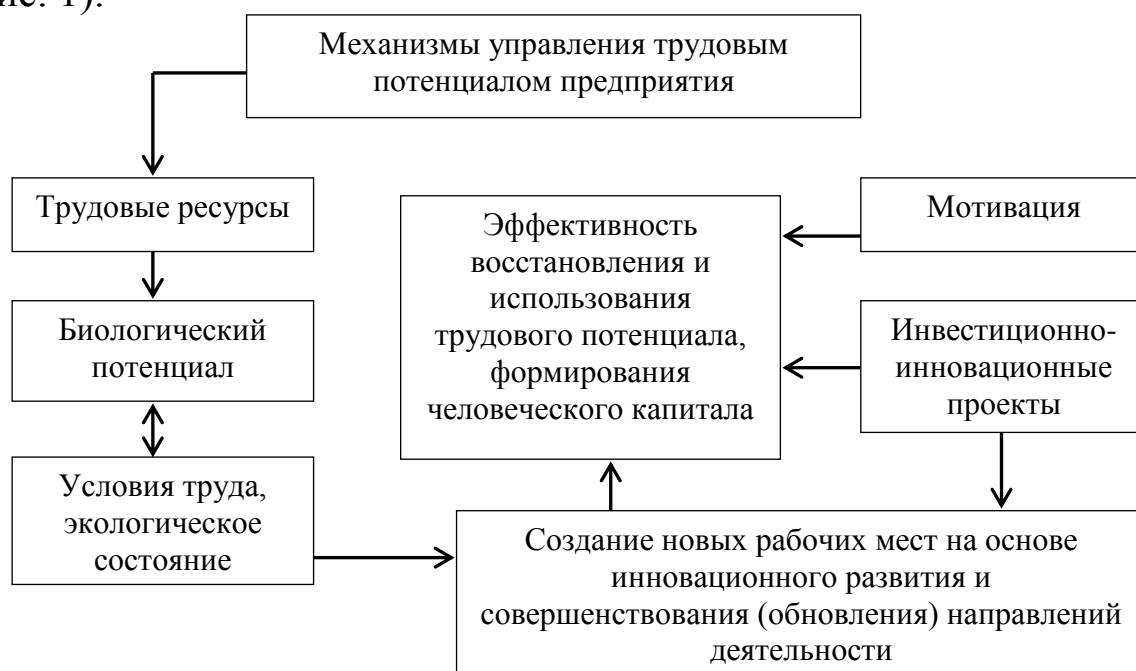 ис. 1).
Механизмы управления трудовым
потенциалом предприятия
Трудовые ресурсы
Биологический
потенциал
Условия труда,
экологическое
состояние
Эффективность
восстановления и
использования
трудового потенциала,
формирования
человеческого капитала
Мотивация
Инвестиционно-
инновационные
проекты
Создание новых рабочих мест на основе
инновационного развития и
совершенствования (обновления) направлений
деятельности